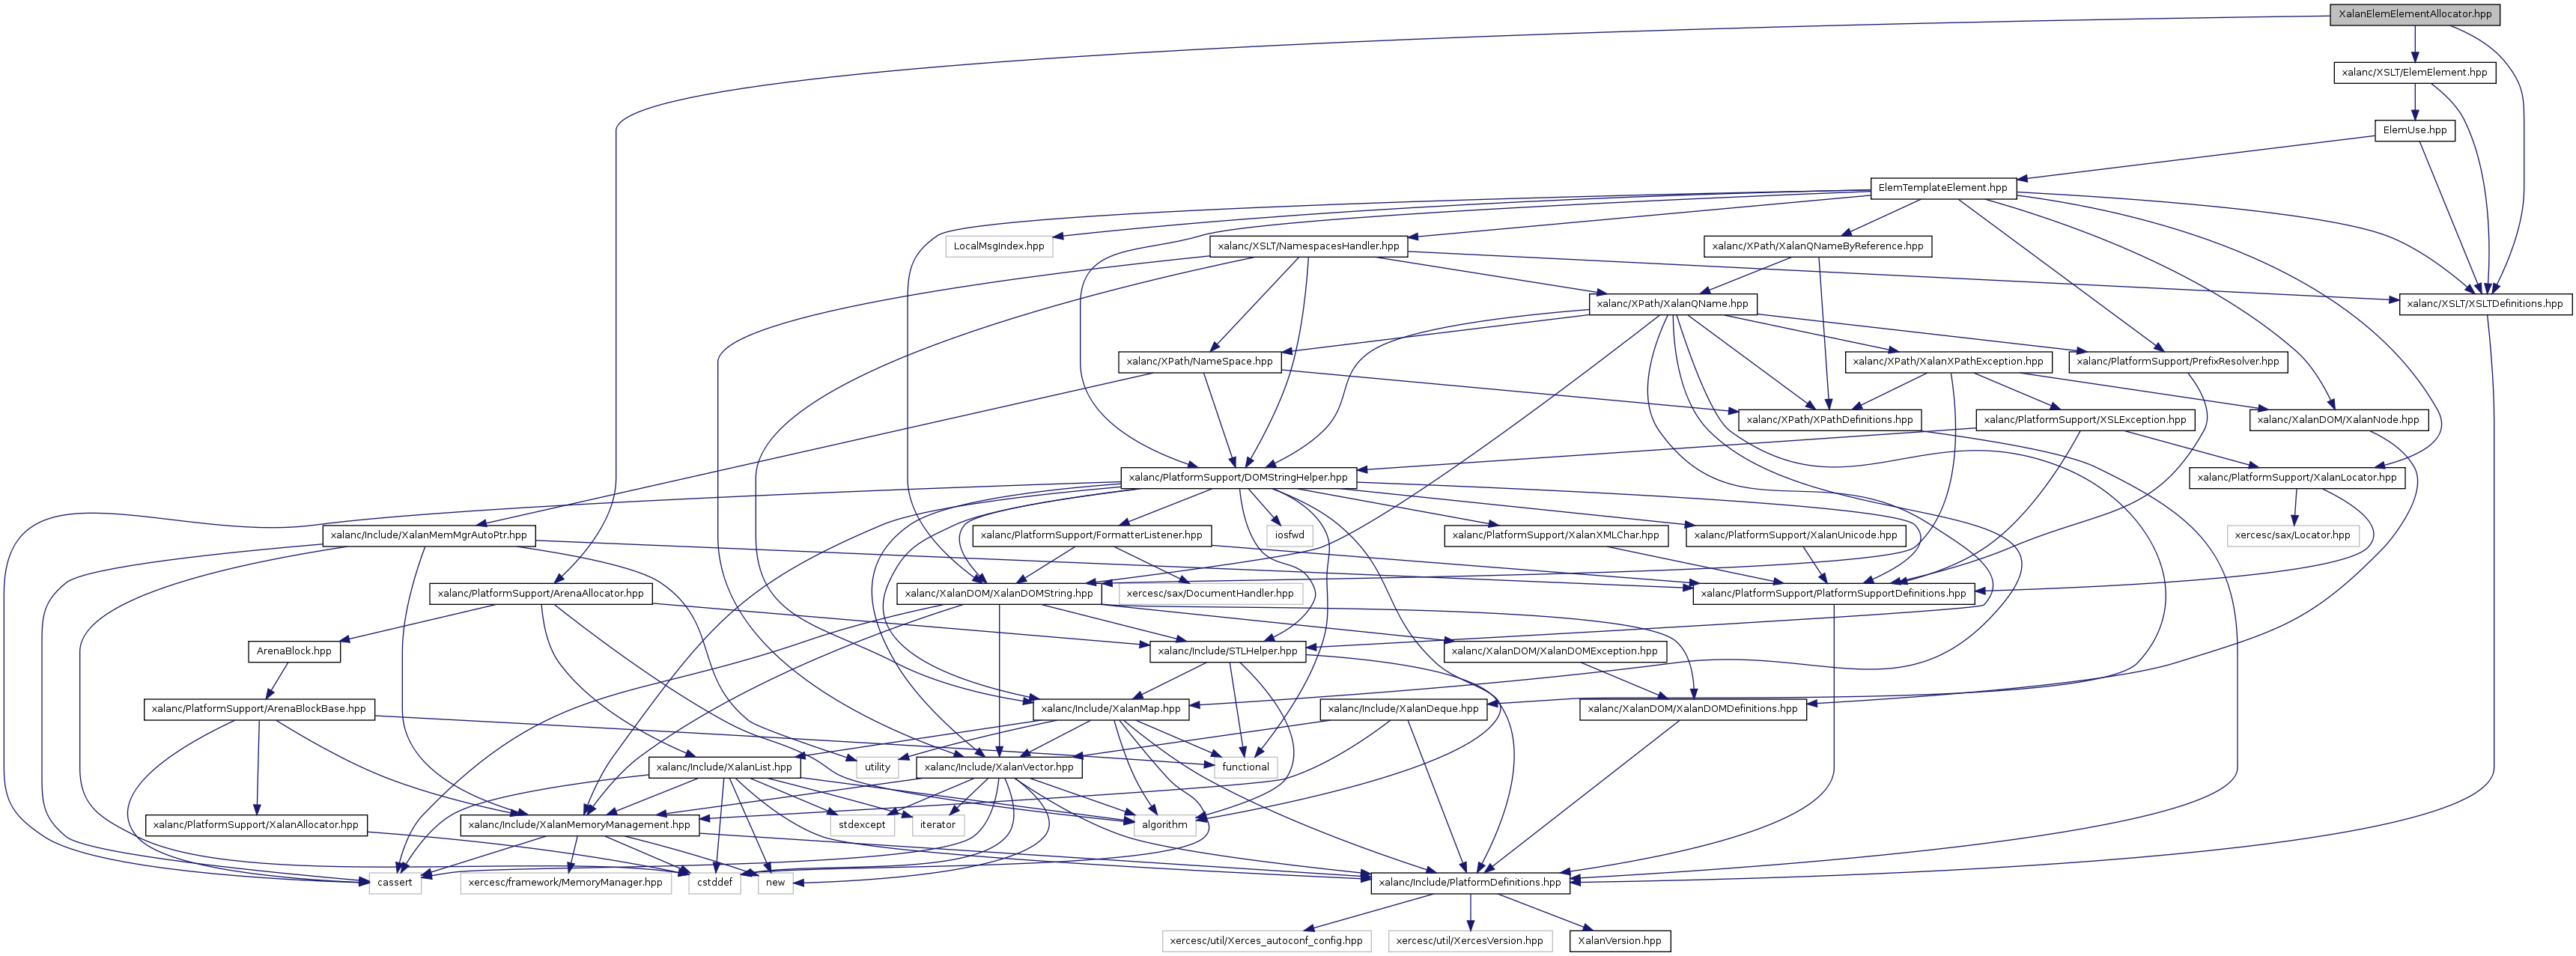 XalanElemElementAllocator.hpp
xalanc/XSLT/ElemElement.hpp
ElemUse.hpp
ElemTemplateElement.hpp
LocalMsgIndex.hpp
xalanc/XSLT/NamespacesHandler.hpp
xalanc/XPath/XalanQNameByReference.hpp
xalanc/XPath/XalanQName.hpp
xalanc/XSLT/XSLTDefinitions.hpp
xalanc/XPath/NameSpace.hpp
xalanc/XPath/XalanXPathException.hpp
xalanc/PlatformSupport/PrefixResolver.hpp
xalanc/XPath/XPathDefinitions.hpp
xalanc/PlatformSupport/XSLException.hpp
xalanc/XalanDOM/XalanNode.hpp
xalanc/PlatformSupport/DOMStringHelper.hpp
xalanc/PlatformSupport/XalanLocator.hpp
xalanc/Include/XalanMemMgrAutoPtr.hpp
xalanc/PlatformSupport/FormatterListener.hpp
iosfwd
xalanc/PlatformSupport/XalanXMLChar.hpp
xalanc/PlatformSupport/XalanUnicode.hpp
xercesc/sax/Locator.hpp
xalanc/PlatformSupport/ArenaAllocator.hpp
xalanc/XalanDOM/XalanDOMString.hpp
xercesc/sax/DocumentHandler.hpp
xalanc/PlatformSupport/PlatformSupportDefinitions.hpp
ArenaBlock.hpp
xalanc/Include/STLHelper.hpp
xalanc/XalanDOM/XalanDOMException.hpp
xalanc/PlatformSupport/ArenaBlockBase.hpp
xalanc/Include/XalanMap.hpp
xalanc/Include/XalanDeque.hpp
xalanc/XalanDOM/XalanDOMDefinitions.hpp
xalanc/Include/XalanList.hpp
utility
xalanc/Include/XalanVector.hpp
functional
xalanc/PlatformSupport/XalanAllocator.hpp
xalanc/Include/XalanMemoryManagement.hpp
stdexcept
iterator
algorithm
cassert
xercesc/framework/MemoryManager.hpp
cstddef
new
xalanc/Include/PlatformDefinitions.hpp
xercesc/util/Xerces_autoconf_config.hpp
xercesc/util/XercesVersion.hpp
XalanVersion.hpp